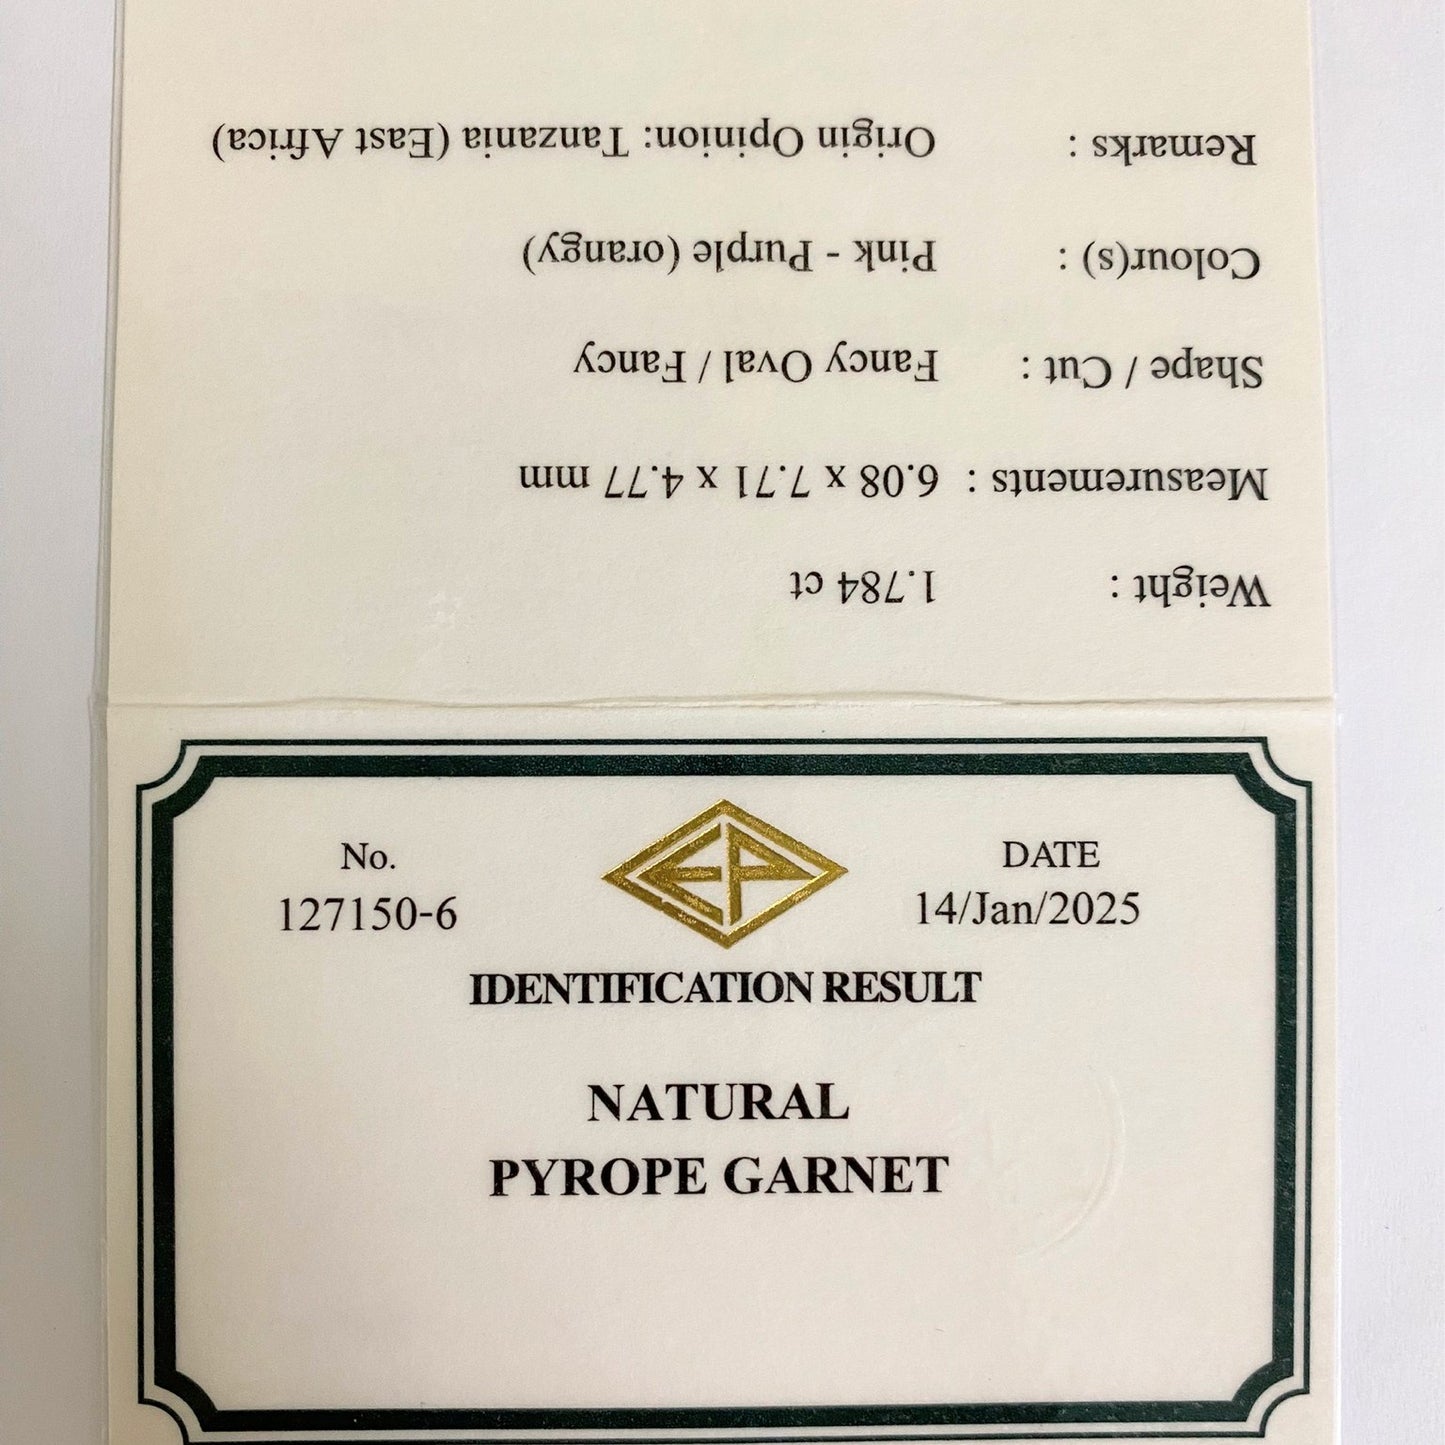 Weight : 1.784 ct
Measurements : 6.08 x 7.71 x 4.77 mm
Shape / Cut : Fancy Oval / Fancy
Colour(s) : Pink - Purple (orangy)
Remarks : Origin Opinion: Tanzania (East Africa)
No. DATE
127150-6 14/Jan/2025
EP
IDENTIFICATION RESULT
NATURAL
PYROPE GARNET